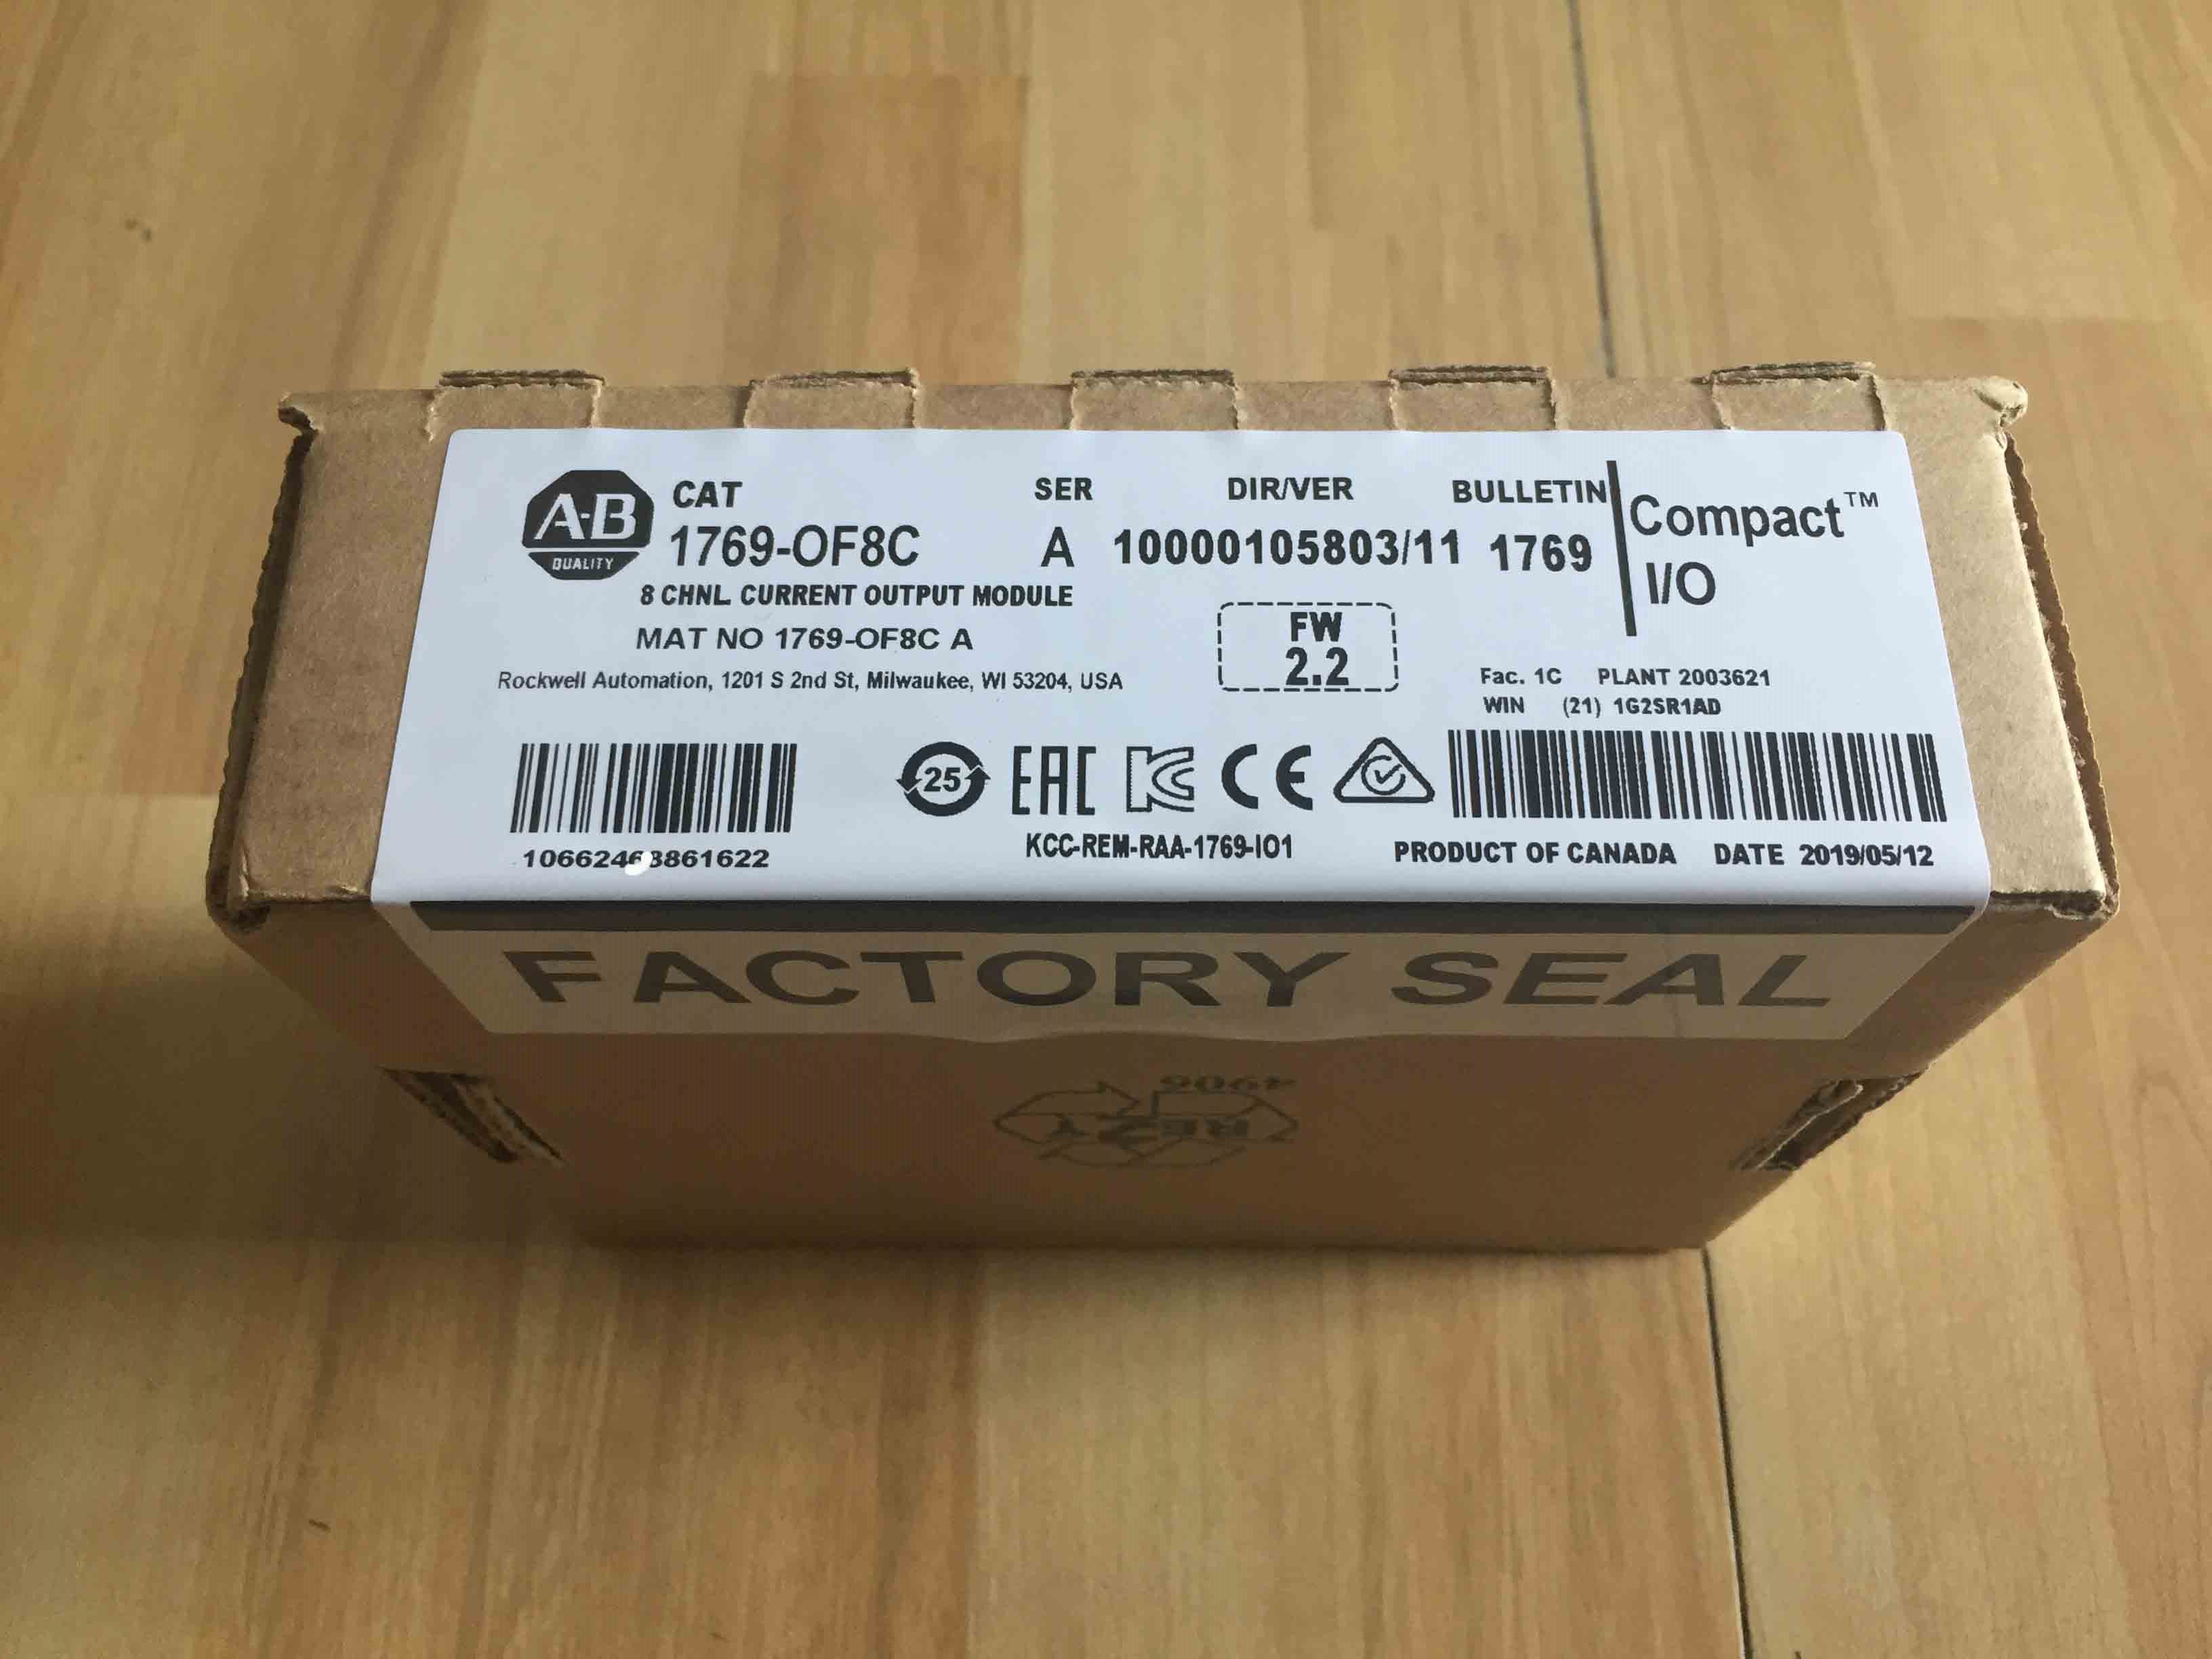 A-B
QUALITY
CAT SER DIR/VER BULLETIN
1769-OF8C A 10000105803/11 1769
Compact™
I/O
8 CHNL CURRENT OUTPUT MODULE
MAT NO 1769-OF8C A
Rockwell Automation, 1201 S 2nd St, Milwaukee, WI 53204, USA
FW
2.2
Fac. 1C PLANT 2003621
WIN (21) 1G2SR1AD
25 EAC KC CE
KCC-REM-RAA-1769-IO1
PRODUCT OF CANADA DATE 2019/05/12
FACTORY SEAL
4906